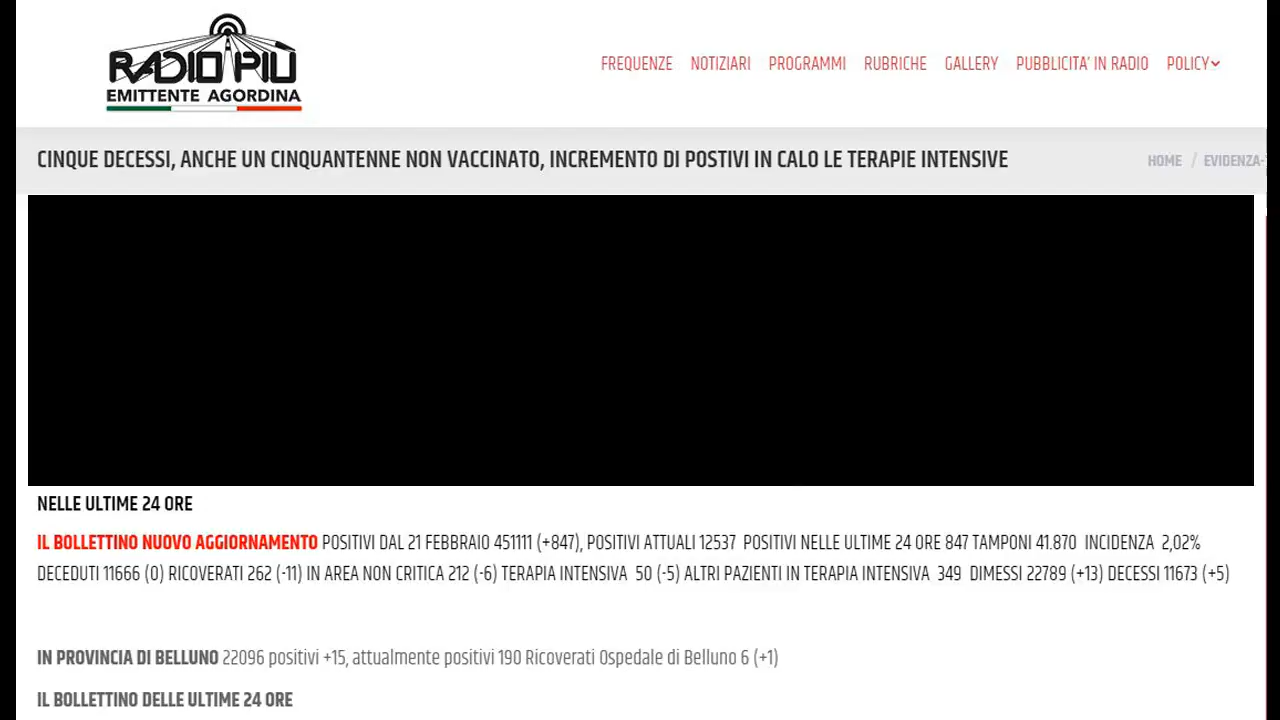 RADIO PIÙ
EMITTENTE AGORDINA
FREQUENZE NOTIZIARI PROGRAMMI RUBRICHE GALLERY PUBBLICITA' IN RADIO POLICY
CINQUE DECESSI, ANCHE UN CINQUANTENNE NON VACCINATO, INCREMENTO DI POSTIVI IN CALO LE TERAPIE INTENSIVE
HOME / EVIDENZA-
NELLE ULTIME 24 ORE
IL BOLLETTINO NUOVO AGGIORNAMENTO POSITIVI DAL 21 FEBBRAIO 451111 (+847), POSITIVI ATTUALI 12537 POSITIVI NELLE ULTIME 24 ORE 847 TAMPONI 41.870 INCIDENZA 2,02%
DECEDUTI 11666 (0) RICOVERATI 262 (-11) IN AREA NON CRITICA 212 (-6) TERAPIA INTENSIVA 50 (-5) ALTRI PAZIENTI IN TERAPIA INTENSIVA 349 DIMESSI 22789 (+13) DECESSI 11673 (+5)
IN PROVINCIA DI BELLUNO 22096 positivi +15, attualmente positivi 190 Ricoverati Ospedale di Belluno 6 (+1)
IL BOLLETTINO DELLE ULTIME 24 ORE